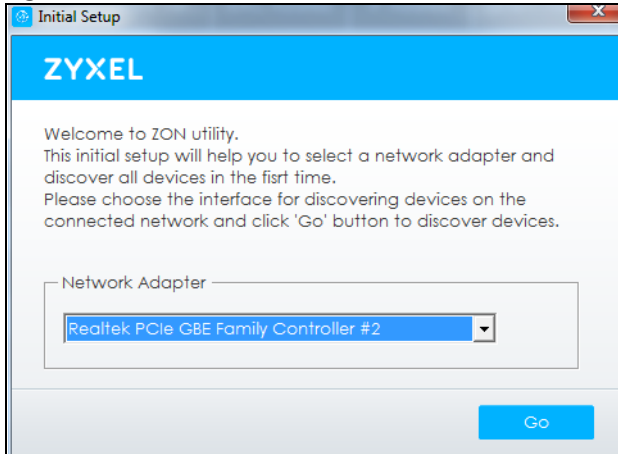 Initial Setup
ZYXEL
Welcome to ZON utility.
This initial setup will help you to select a network adapter and
discover all devices in the fisrt time.
Please choose the interface for discovering devices on the
connected network and click 'Go' button to discover devices.
Network Adapter
Realtek PCIe GBE Family Controller #2
Go